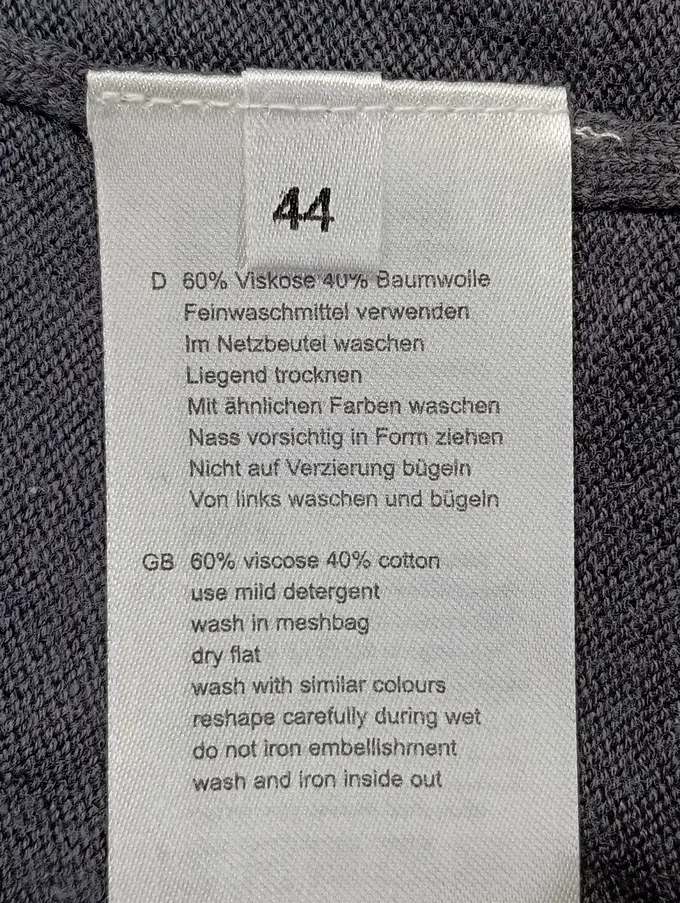 44
D 60% Viskose 40% Baumwolle
Feinwaschmittel verwenden
Im Netzbeutel waschen
Liegend trocknen
Mit ähnlichen Farben waschen
Nass vorsichtig in Form ziehen
Nicht auf Verzierung bügeln
Von links waschen und bügeln
GB 60% viscose 40% cotton
use mild detergent
wash in meshbag
dry flat
wash with similar colours
reshape carefully during wet
do not iron embellishment
wash and iron inside out